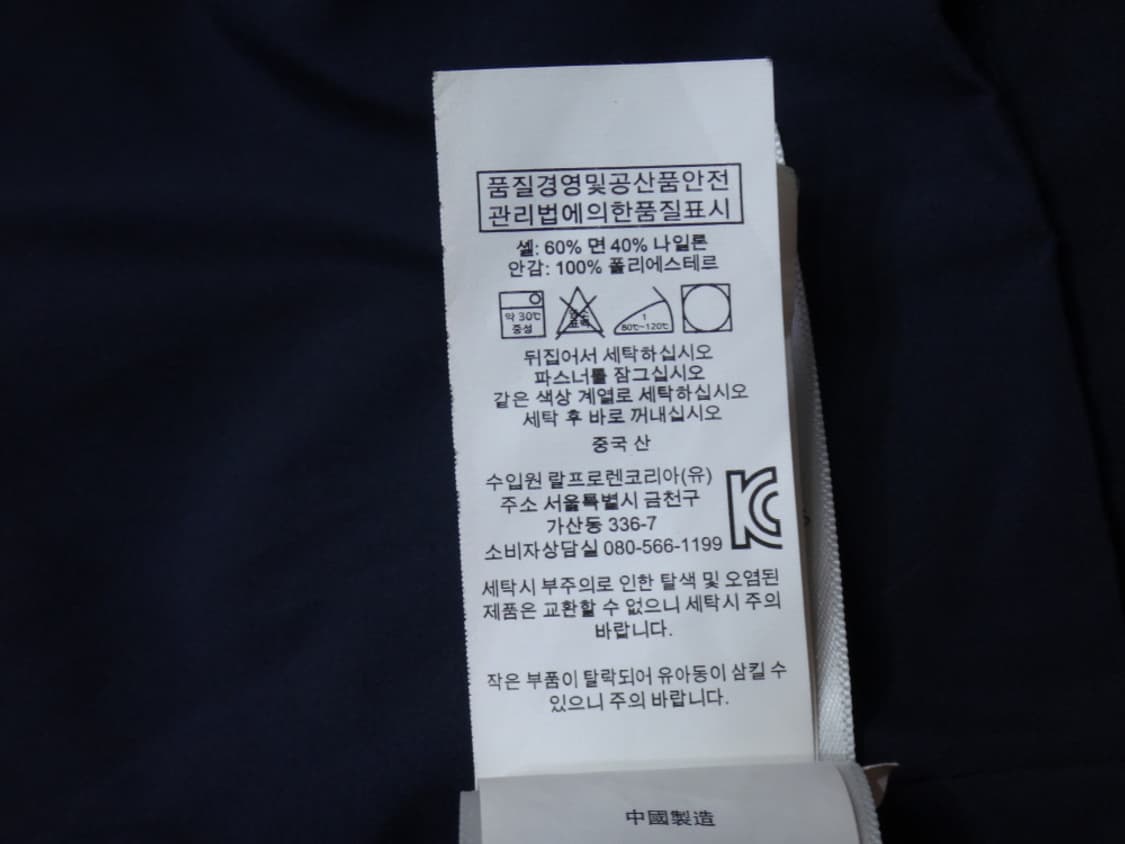 품질경영및공산품안전
관리법에의한품질표시
셸: 60% 면 40% 나일론
안감: 100% 폴리에스테르
약 30℃
중성
염소
표백
1
80℃~120℃
뒤집어서 세탁하십시오
파스너를 잠그십시오
같은 색상 계열로 세탁하십시오
세탁 후 바로 꺼내십시오
중국 산
수입원 랄프로렌코리아(유)
주소 서울특별시 금천구
가산동 336-7
소비자상담실 080-566-1199
세탁시 부주의로 인한 탈색 및 오염된
제품은 교환할 수 없으니 세탁시 주의
바랍니다.
작은 부품이 탈락되어 유아동이 삼킬 수
있으니 주의 바랍니다.
中國製造